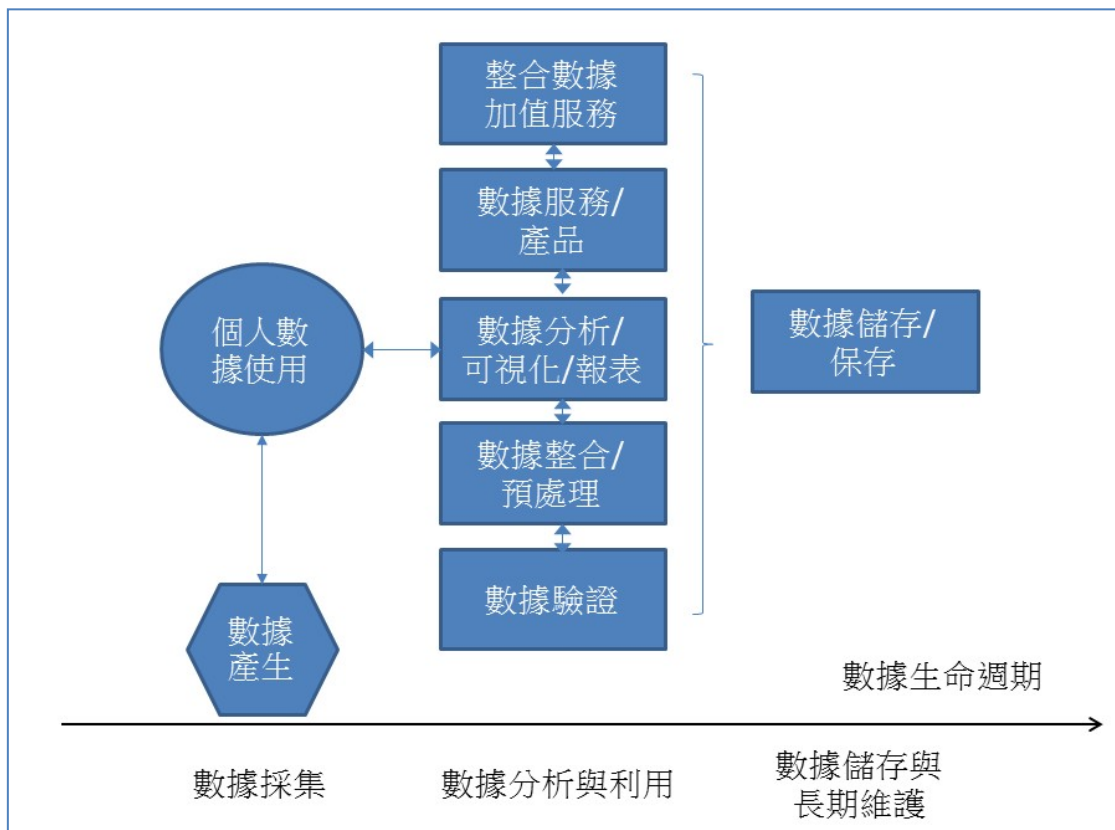 整合數據
加值服務
數據服務/
產品
個人數
據使用
數據分析/
可視化/報表
數據儲存/
保存
數據整合/
預處理
數據
產生
數據驗證
數據生命週期
數據採集
數據分析與利用
數據儲存與
長期維護